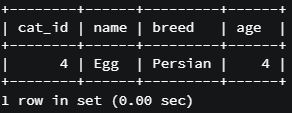 +--------+------+---------+------+
| cat_id | name | breed   | age  |
+--------+------+---------+------+
|      4 | Egg  | Persian |    4 |
+--------+------+---------+------+
1 row in set (0.00 sec)